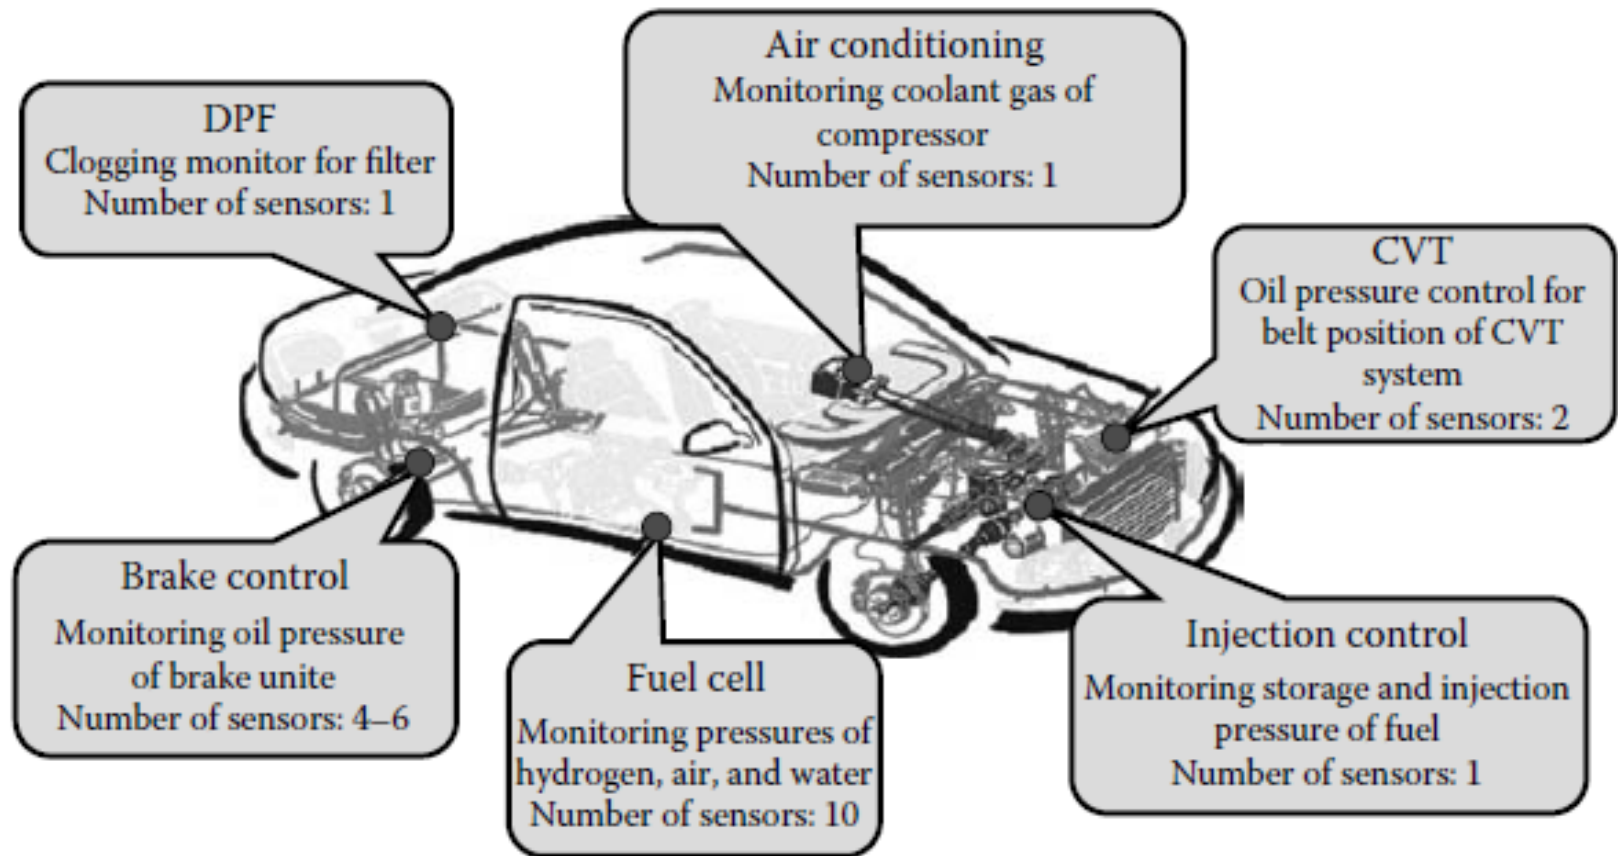 DPF
Clogging monitor for filter
Number of sensors: 1
Air conditioning
Monitoring coolant gas of
compressor
Number of sensors: 1
CVT
Oil pressure control for
belt position of CVT
system
Number of sensors: 2
Brake control
Monitoring oil pressure
of brake unite
Number of sensors: 4–6
Fuel cell
Monitoring pressures of
hydrogen, air, and water
Number of sensors: 10
Injection control
Monitoring storage and injection
pressure of fuel
Number of sensors: 1